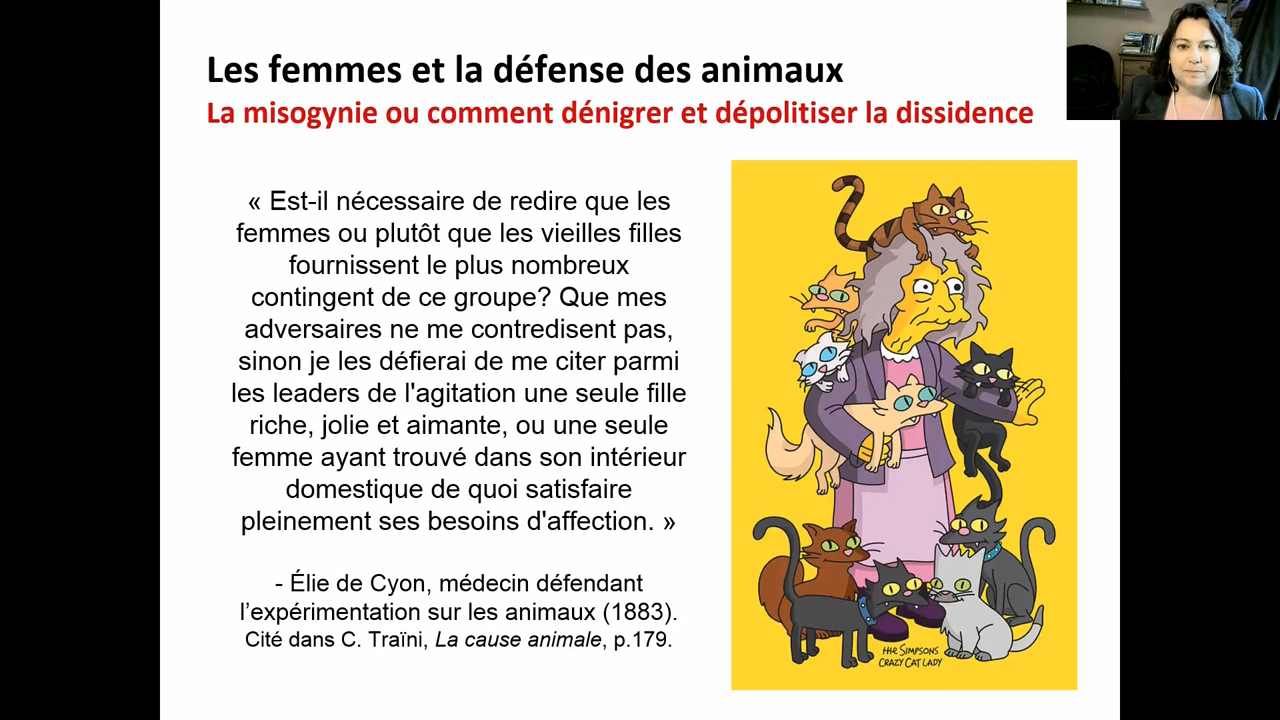 Les femmes et la défense des animaux
La misogynie ou comment dénigrer et dépolitiser la dissidence
« Est-il nécessaire de redire que les
femmes ou plutôt que les vieilles filles
fournissent le plus nombreux
contingent de ce groupe? Que mes
adversaires ne me contredisent pas,
sinon je les défierai de me citer parmi
les leaders de l'agitation une seule fille
riche, jolie et aimante, ou une seule
femme ayant trouvé dans son intérieur
domestique de quoi satisfaire
pleinement ses besoins d'affection. »
- Élie de Cyon, médecin défendant
l’expérimentation sur les animaux (1883).
Cité dans C. Traïni, La cause animale, p.179.
THE SIMPSONS
CRAZY CAT LADY